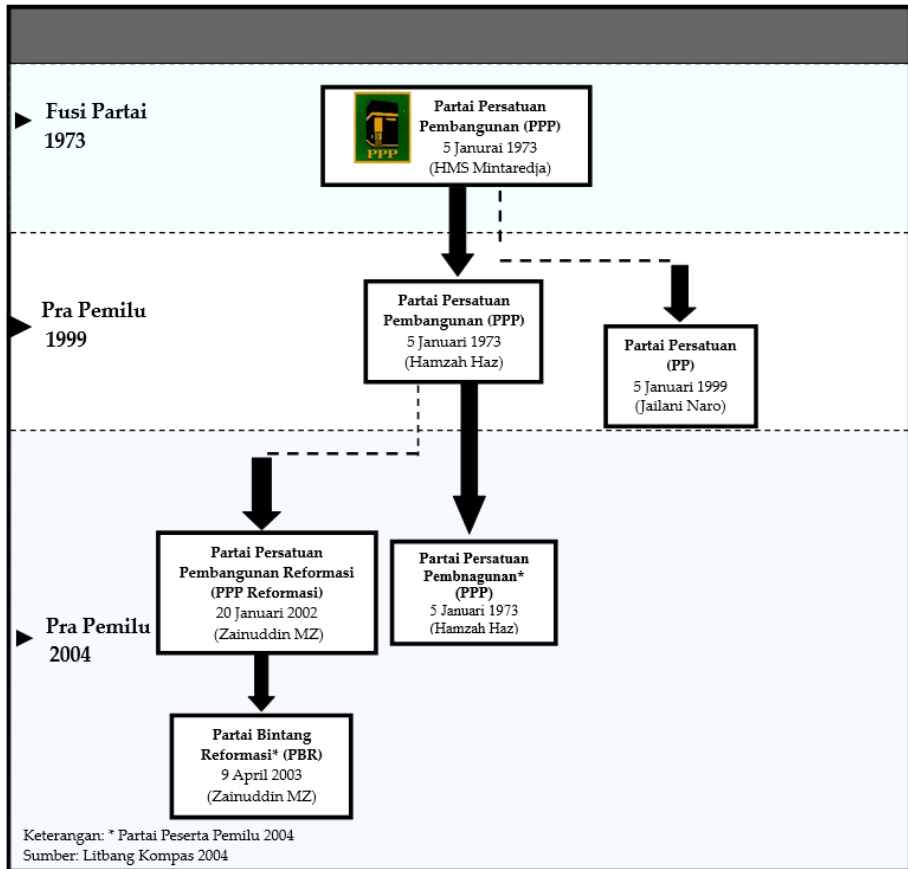 Fusi Partai
1973
PPP
Partai Persatuan
Pembangunan (PPP)
5 Janurai 1973
(HMS Mintaredja)
Pra Pemilu
1999
Partai Persatuan
Pembangunan (PPP)
5 Januari 1973
(Hamzah Haz)
Partai Persatuan
(PP)
5 Januari 1999
(Jailani Naro)
Pra Pemilu
2004
Partai Persatuan
Pembangunan Reformasi
(PPP Reformasi)
20 Januari 2002
(Zainuddin MZ)
Partai Persatuan
Pembnagunan*
(PPP)
5 Januari 1973
(Hamzah Haz)
Partai Bintang
Reformasi* (PBR)
9 April 2003
(Zainuddin MZ)
Keterangan: * Partai Peserta Pemilu 2004
Sumber: Litbang Kompas 2004